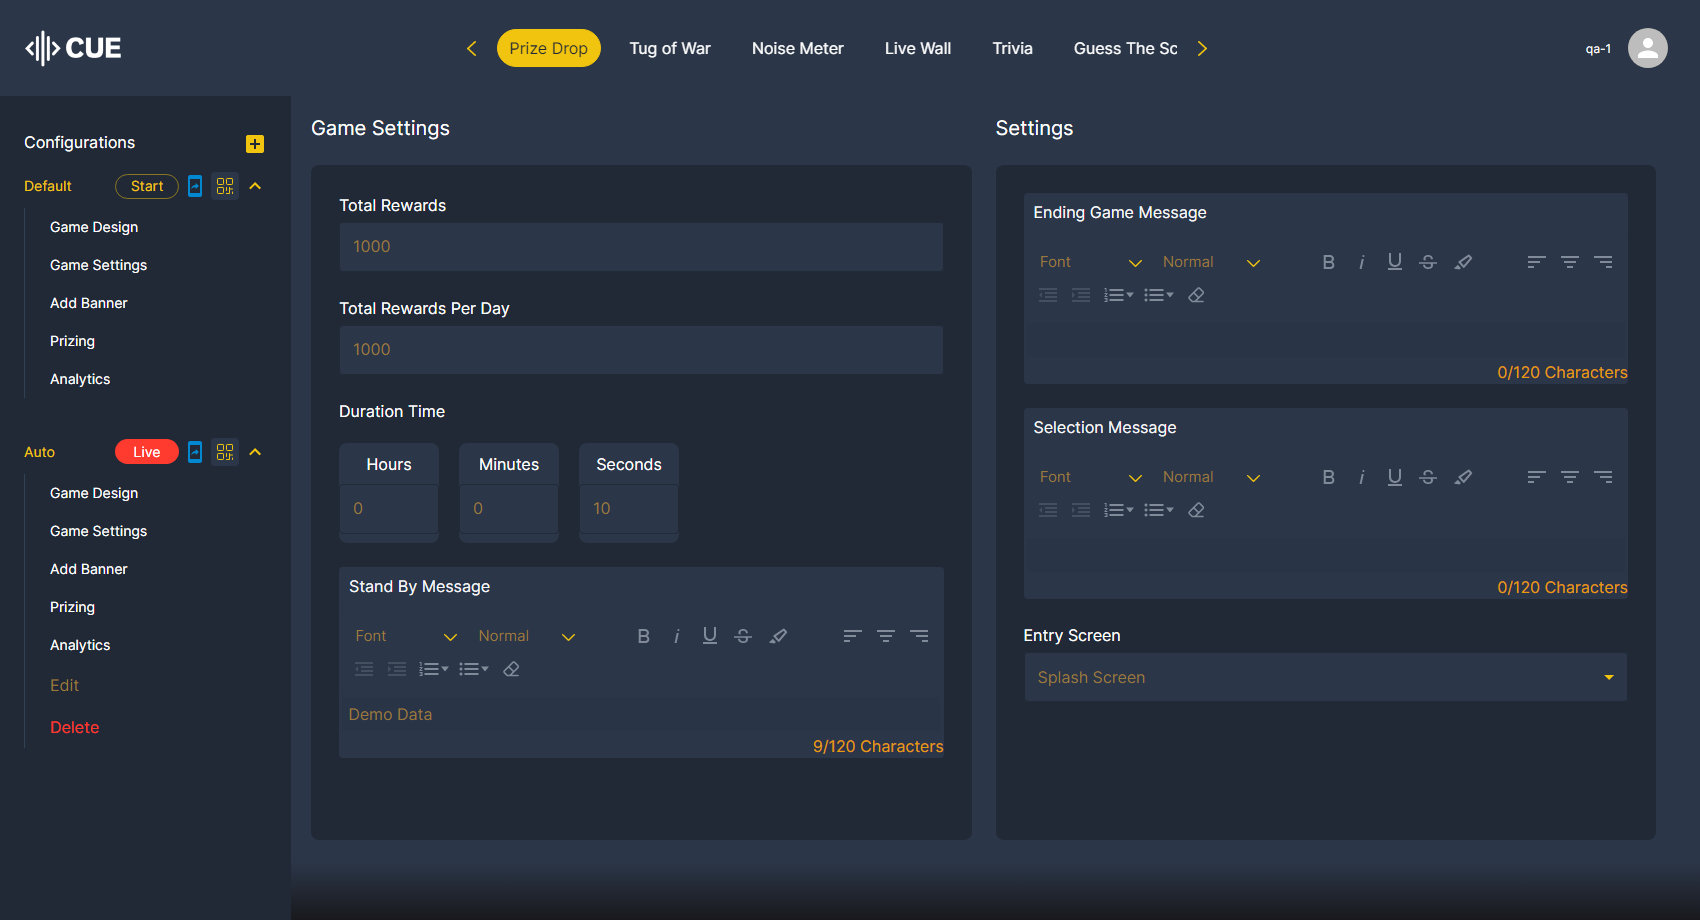 CUE
Prize Drop
Tug of War
Noise Meter
Live Wall
Trivia
Guess The Sc
qa-1
Configurations
Default
Start
Game Design
Game Settings
Add Banner
Prizing
Analytics
Auto
Live
Game Design
Game Settings
Add Banner
Prizing
Analytics
Edit
Delete
Game Settings
Total Rewards
1000
Total Rewards Per Day
1000
Duration Time
Hours
Minutes
Seconds
0
0
10
Stand By Message
Font
Normal
B i U S
Demo Data
9/120 Characters
Settings
Ending Game Message
Font
Normal
B i U S
0/120 Characters
Selection Message
Font
Normal
B i U S
0/120 Characters
Entry Screen
Splash Screen